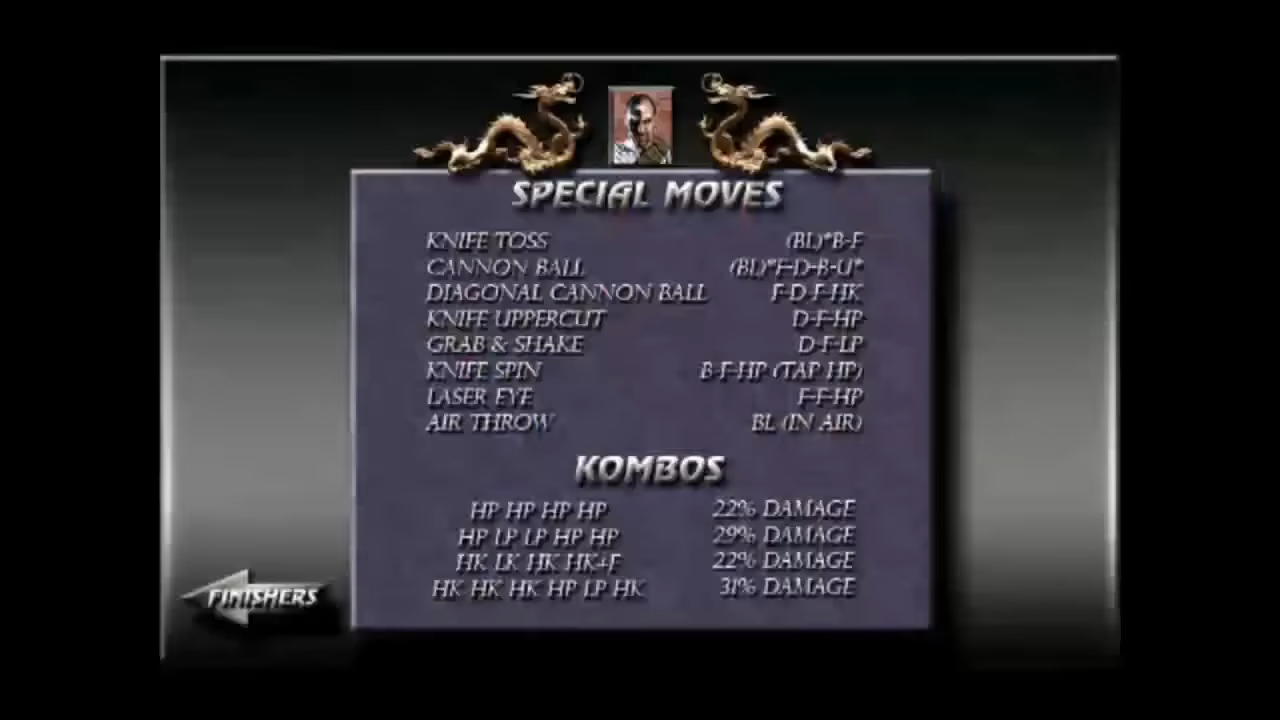 SPECIAL MOVES
KNIFE TOSS (BL)*B-F
CANNON BALL (BL)*F-D-B-U*
DIAGONAL CANNON BALL F-D-F-HK
KNIFE UPPERCUT D-F-HP
GRAB & SHAKE D-F-LP
KNIFE SPIN B-F-HP (TAP HP)
LASER EYE F-F-HP
AIR THROW BL (IN AIR)
KOMBOS
HP HP HP HP 22% DAMAGE
HP LP LP HP HP 29% DAMAGE
HK LK HK HK+F 22% DAMAGE
HK HK HK HP LP HK 31% DAMAGE
FINISHERS